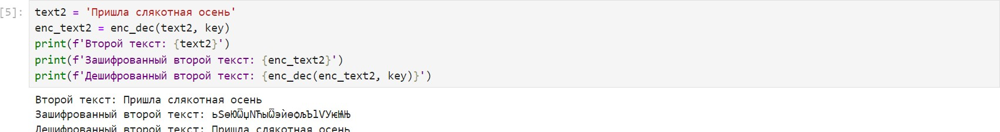 [5]:
text2 = 'Пришла слякотная осень'
enc_text2 = enc_dec(text2, key)
print(f'Второй текст: {text2}')
print(f'Зашифрованный второй текст: {enc_text2}')
print(f'Дешифрованный второй текст: {enc_dec(enc_text2, key)}')
Второй текст: Пришла слякотная осень
Зашифрованный второй текст:
Дешифрованный второй текст: Пришла слякотная осень